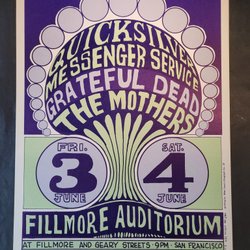 QUICKSILVER
MESSENGER SERVICE
GRATEFUL DEAD
THE MOTHERS
FRI. SAT.
3 4
JUNE JUNE
FILLMORE AUDITORIUM
AT FILLMORE AND GEARY STREETS · 9PM · SAN FRANCISCO